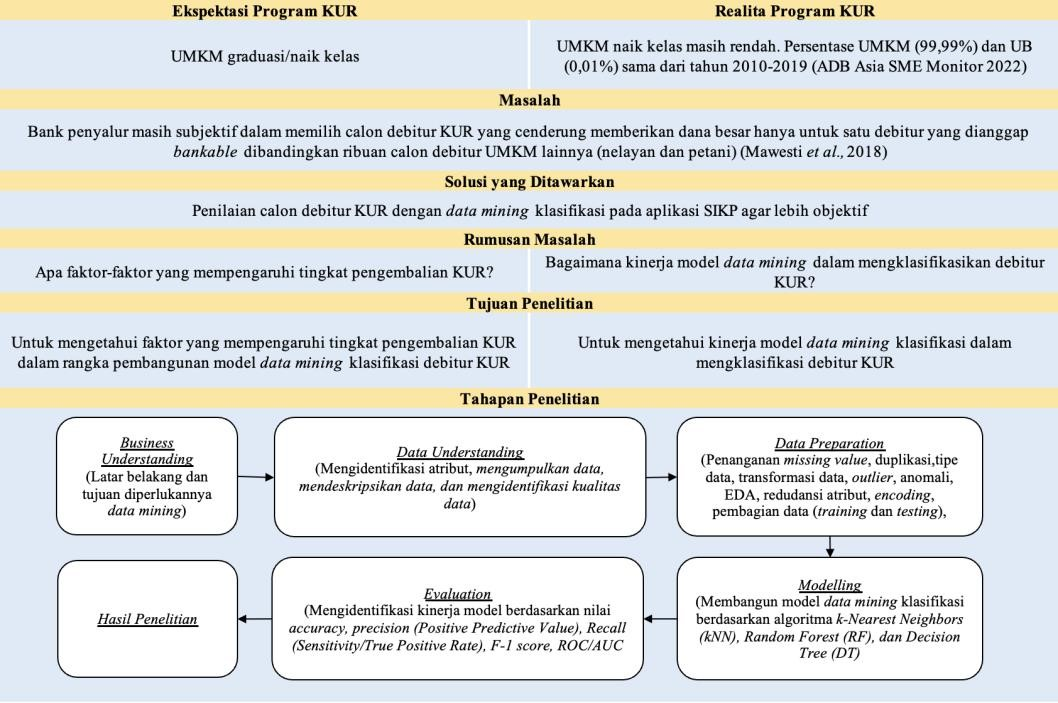 Ekspektasi Program KUR
Realita Program KUR
UMKM graduasi/naik kelas
UMKM naik kelas masih rendah. Persentase UMKM (99,99%) dan UB
(0,01%) sama dari tahun 2010-2019 (ADB Asia SME Monitor 2022)
Masalah
Bank penyalur masih subjektif dalam memilih calon debitur KUR yang cenderung memberikan dana besar hanya untuk satu debitur yang dianggap
bankable dibandingkan ribuan calon debitur UMKM lainnya (nelayan dan petani) (Mawesti et al., 2018)
Solusi yang Ditawarkan
Penilaian calon debitur KUR dengan data mining klasifikasi pada aplikasi SIKP agar lebih objektif
Rumusan Masalah
Apa faktor-faktor yang mempengaruhi tingkat pengembalian KUR?
Bagaimana kinerja model data mining dalam mengklasifikasikan debitur
KUR?
Tujuan Penelitian
Untuk mengetahui faktor yang mempengaruhi tingkat pengembalian KUR
dalam rangka pembangunan model data mining klasifikasi debitur KUR
Untuk mengetahui kinerja model data mining klasifikasi dalam
mengklasifikasi debitur KUR
Tahapan Penelitian
Business
Understanding
(Latar belakang dan
tujuan diperlukannya
data mining)
Data Understanding
(Mengidentifikasi atribut, mengumpulkan data,
mendeskripsikan data, dan mengidentifikasi kualitas
data)
Data Preparation
(Penanganan missing value, duplikasi,tipe
data, transformasi data, outlier, anomali,
EDA, redudansi atribut, encoding,
pembagian data (training dan testing),
Modelling
(Membangun model data mining klasifikasi
berdasarkan algoritma k-Nearest Neighbors
(kNN), Random Forest (RF), dan Decision
Tree (DT)
Evaluation
(Mengidentifikasi kinerja model berdasarkan nilai
accuracy, precision (Positive Predictive Value), Recall
(Sensitivity/True Positive Rate), F-1 score, ROC/AUC
Hasil Penelitian